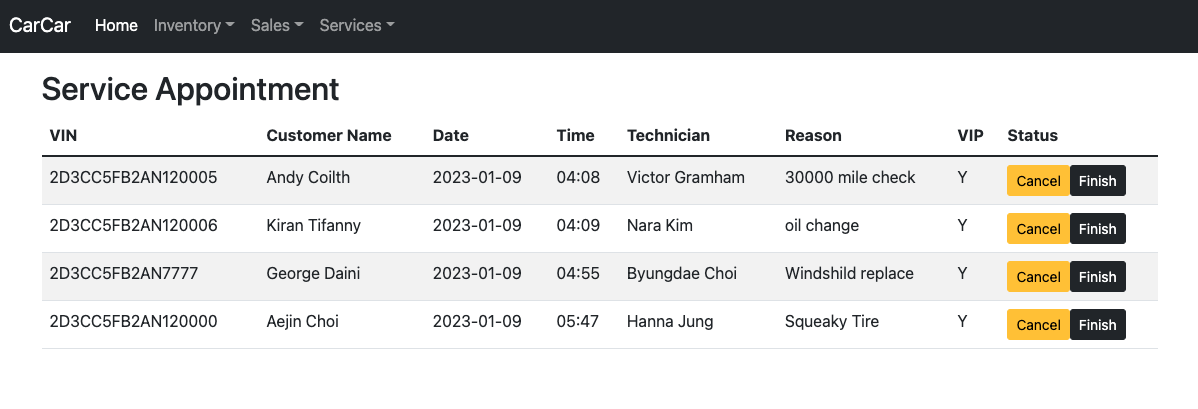 CarCar Home Inventory Sales Services
Service Appointment
VIN Customer Name Date Time Technician Reason VIP Status
2D3CC5FB2AN120005 Andy Coilth 2023-01-09 04:08 Victor Gramham 30000 mile check Y Cancel Finish
2D3CC5FB2AN120006 Kiran Tifanny 2023-01-09 04:09 Nara Kim oil change Y Cancel Finish
2D3CC5FB2AN7777 George Daini 2023-01-09 04:55 Byungdae Choi Windshild replace Y Cancel Finish
2D3CC5FB2AN120000 Aejin Choi 2023-01-09 05:47 Hanna Jung Squeaky Tire Y Cancel Finish